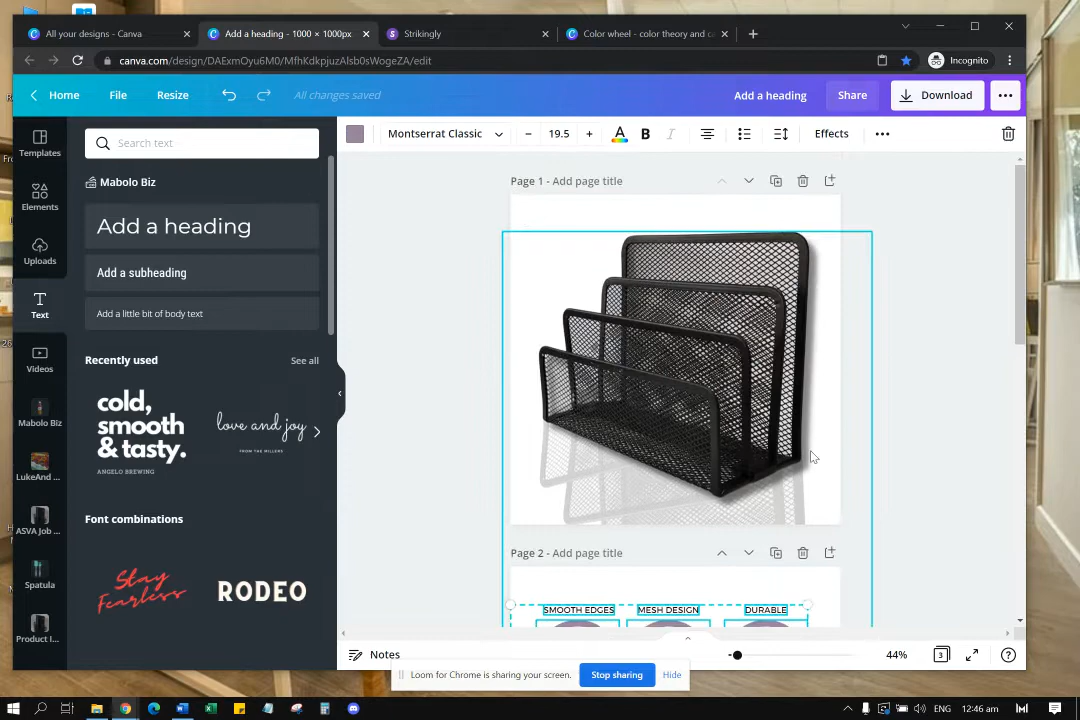 All your designs - Canva
Add a heading - 1000 × 1000px
Strikingly
Color wheel - color theory and ca
canva.com/design/DAExmOyu6M0/MfhKdkpjuzAlsb0sWogeZA/edit
Incognito
Home
File
Resize
All changes saved
Add a heading
Share
Download
Templates
Elements
Uploads
Text
Videos
Mabolo Biz
LukeAnd ...
ASVA Job ...
Spatula
Product I...
Search text
Mabolo Biz
Add a heading
Add a subheading
Add a little bit of body text
Recently used
See all
cold,
smooth
& tasty.
ANGELO BREWING
love and joy
FROM THE MILLERS
Font combinations
Stay
Fearless
RODEO
Montserrat Classic
19.5
A
B
I
Effects
Page 1 - Add page title
Page 2 - Add page title
SMOOTH EDGES
MESH DESIGN
DURABLE
Notes
44%
3
Loom for Chrome is sharing your screen.
Stop sharing
Hide
ENG
12:46 am